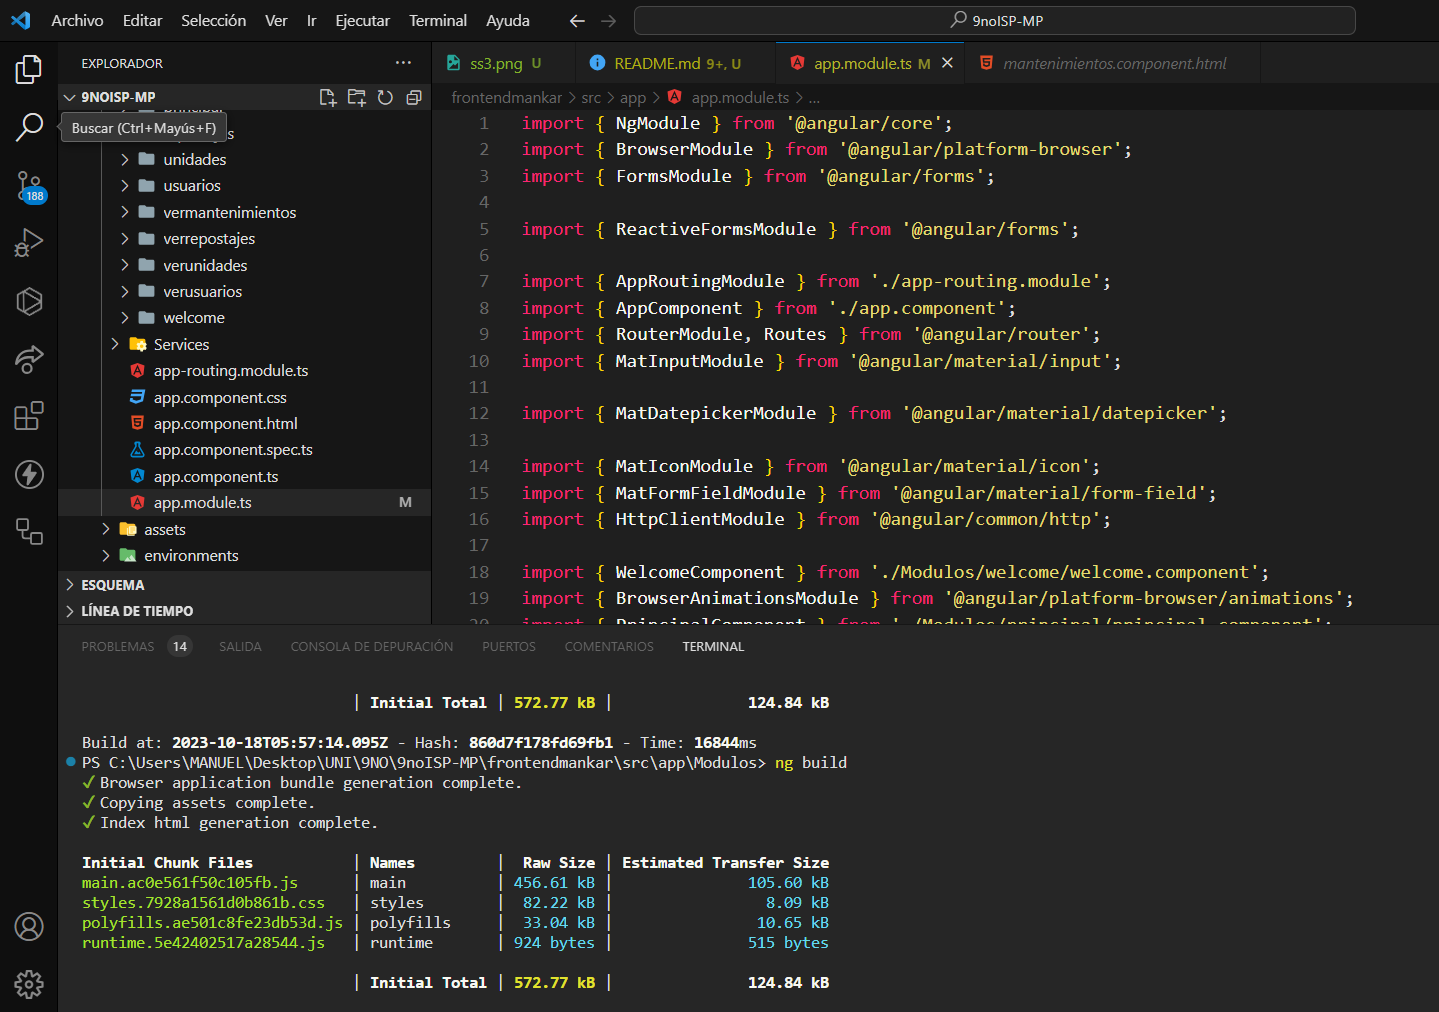 Archivo Editar Selección Ver Ir Ejecutar Terminal Ayuda 9noISP-MP
EXPLORADOR
9NOISP-MP
Buscar (Ctrl+Mayús+F)
unidades
usuarios
vermantenimientos
verrepostajes
verunidades
verusuarios
welcome
Services
app-routing.module.ts
app.component.css
app.component.html
app.component.spec.ts
app.component.ts
app.module.ts M
assets
environments
ESQUEMA
LÍNEA DE TIEMPO
188
ss3.png U README.md 9+, U app.module.ts M mantenimientos.component.html
frontendmankar > src > app > app.module.ts > ...
1 import { NgModule } from '@angular/core';
2 import { BrowserModule } from '@angular/platform-browser';
3 import { FormsModule } from '@angular/forms';
4
5 import { ReactiveFormsModule } from '@angular/forms';
6
7 import { AppRoutingModule } from './app-routing.module';
8 import { AppComponent } from './app.component';
9 import { RouterModule, Routes } from '@angular/router';
10 import { MatInputModule } from '@angular/material/input';
11
12 import { MatDatepickerModule } from '@angular/material/datepicker';
13
14 import { MatIconModule } from '@angular/material/icon';
15 import { MatFormFieldModule } from '@angular/material/form-field';
16 import { HttpClientModule } from '@angular/common/http';
17
18 import { WelcomeComponent } from './Modulos/welcome/welcome.component';
19 import { BrowserAnimationsModule } from '@angular/platform-browser/animations';
20 import { PrincipalComponent } from './Modulos/principal/principal.component';
PROBLEMAS 14 SALIDA CONSOLA DE DEPURACIÓN PUERTOS COMENTARIOS TERMINAL
| Initial Total | 572.77 kB | 124.84 kB
Build at: 2023-10-18T05:57:14.095Z - Hash: 860d7f178fd69fb1 - Time: 16844ms
PS C:\Users\MANUEL\Desktop\UNI\9NO\9noISP-MP\frontendmankar\src\app\Modulos> ng build
✓ Browser application bundle generation complete.
✓ Copying assets complete.
✓ Index html generation complete.
Initial Chunk Files | Names | Raw Size | Estimated Transfer Size
main.ac0e561f50c105fb.js | main | 456.61 kB | 105.60 kB
styles.7928a1561d0b861b.css | styles | 82.22 kB | 8.09 kB
polyfills.ae501c8fe23db53d.js | polyfills | 33.04 kB | 10.65 kB
runtime.5e42402517a28544.js | runtime | 924 bytes | 515 bytes
| Initial Total | 572.77 kB | 124.84 kB